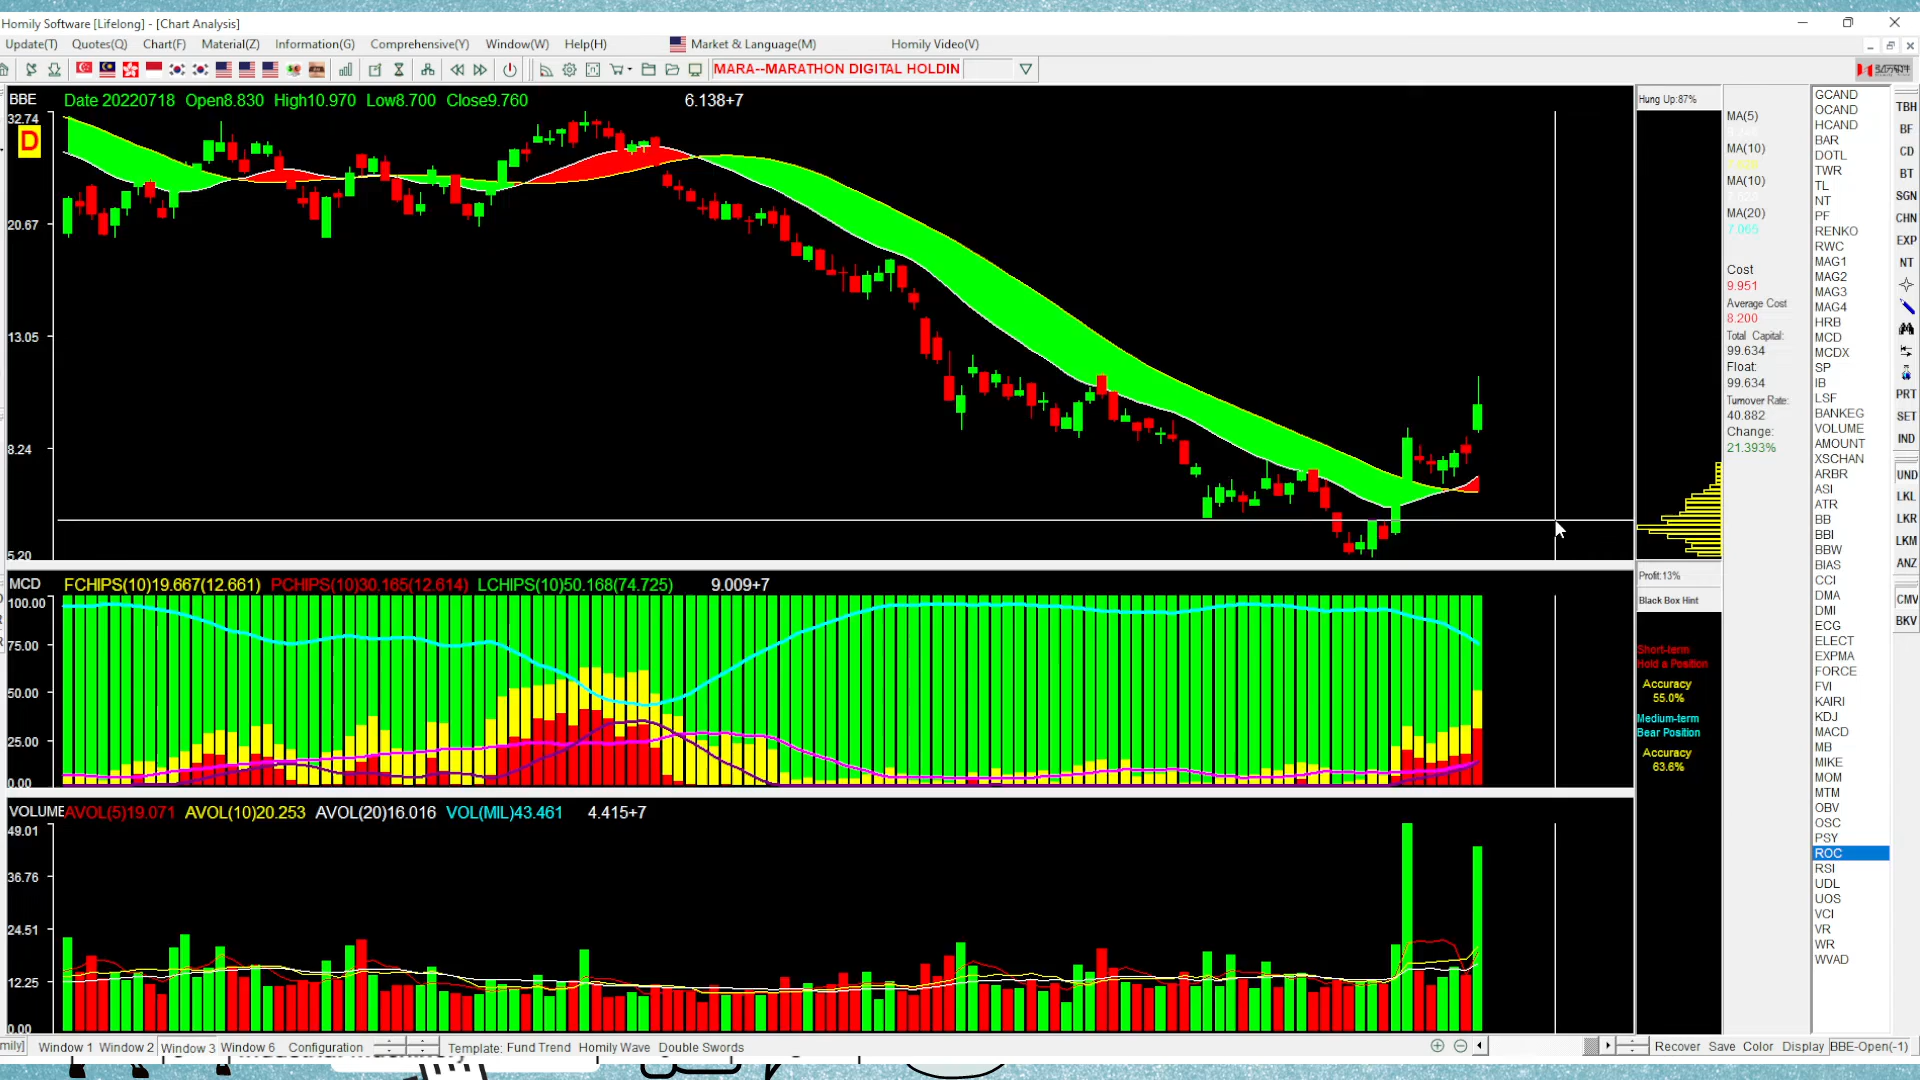 Homily Software [Lifelong] - [Chart Analysis]
Update(T) Quotes(Q) Chart(F) Material(Z) Information(G) Comprehensive(Y) Window(W) Help(H) Market & Language(M) Homily Video(V)
MARA--MARATHON DIGITAL HOLDIN
BBE Date 20220718 Open8.830 High10.970 Low8.700 Close9.760 6.138+7
32.74
D
20.67
13.05
8.24
5.20
MCD FCHIPS(10)19.667(12.661) PCHIPS(10)30.165(12.614) LCHIPS(10)50.168(74.725) 9.009+7
100.00
75.00
50.00
25.00
0.00
VOLUME AVOL(5)19.071 AVOL(10)20.253 AVOL(20)16.016 VOL(MIL)43.461 4.415+7
49.01
36.76
24.51
12.25
0.00
Hung Up:87%
Profit:13%
Black Box Hint
Short-term
Hold a Position
Accuracy
55.0%
Medium-term
Bear Position
Accuracy
63.6%
MA(5)
MA(10)
MA(10)
MA(20)
7.065
Cost
9.951
Average Cost
8.200
Total Capital:
99.634
Float:
99.634
Turnover Rate:
40.882
Change:
21.393%
GCAND
OCAND
HCAND
BAR
DOTL
TWR
TL
NT
PF
RENKO
RWC
MAG1
MAG2
MAG3
MAG4
HRB
MCD
MCDX
SP
IB
LSF
BANKEG
VOLUME
AMOUNT
XSCHAN
ARBR
ASI
ATR
BB
BBI
BBW
BIAS
CCI
DMA
DMI
ECG
ELECT
EXPMA
FORCE
FVI
KAIRI
KDJ
MACD
MB
MIKE
MOM
MTM
OBV
OSC
PSY
ROC
RSI
UDL
UOS
VCI
VR
WR
WVAD
TBH
BF
CD
BT
SGN
CHN
EXP
NT
PRT
SET
IND
UND
LKL
LKR
LKM
ANZ
CMV
BKV
mily] Window 1 Window 2 Window 3 Window 6 Configuration Template: Fund Trend Homily Wave Double Swords Recover Save Color Display BBE-Open(-1)